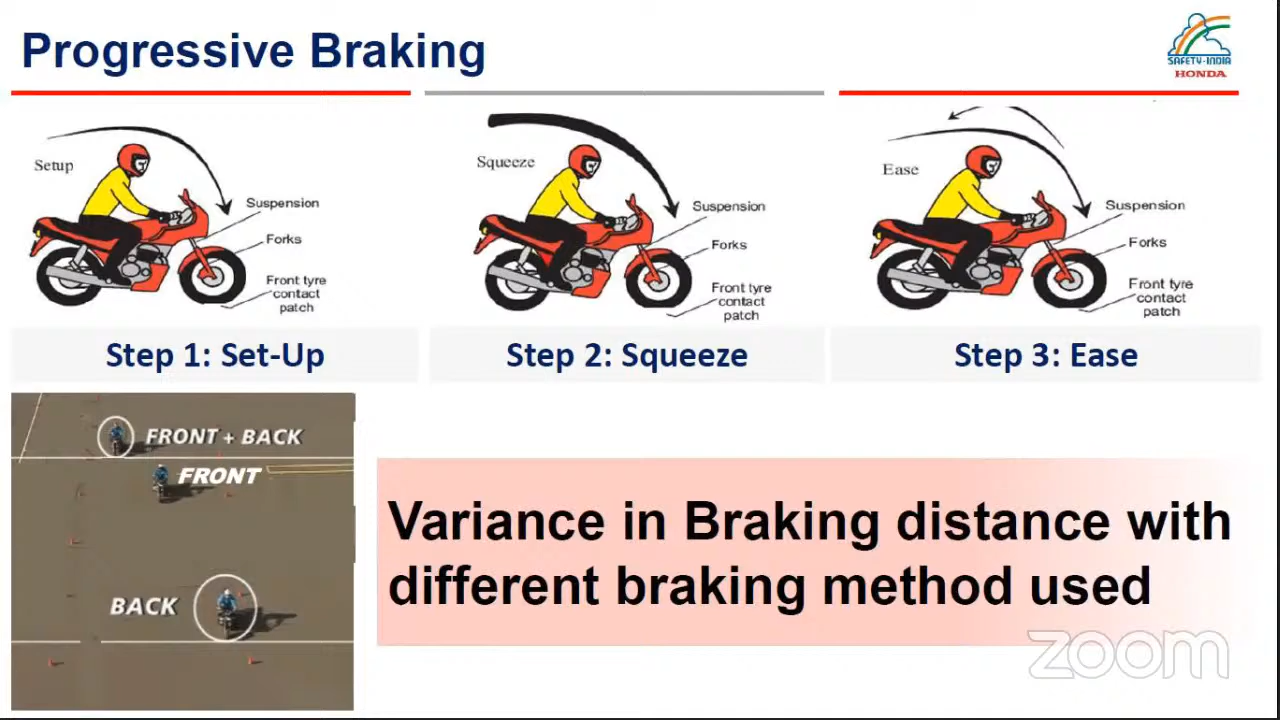 Progressive Braking
SAFETY-INDIA
HONDA
Setup
Suspension
Forks
Front tyre
contact
patch
Squeeze
Suspension
Forks
Front tyre
contact
patch
Ease
Suspension
Forks
Front tyre
contact
patch
Step 1: Set-Up
Step 2: Squeeze
Step 3: Ease
FRONT + BACK
FRONT
BACK
Variance in Braking distance with
different braking method used
zoom